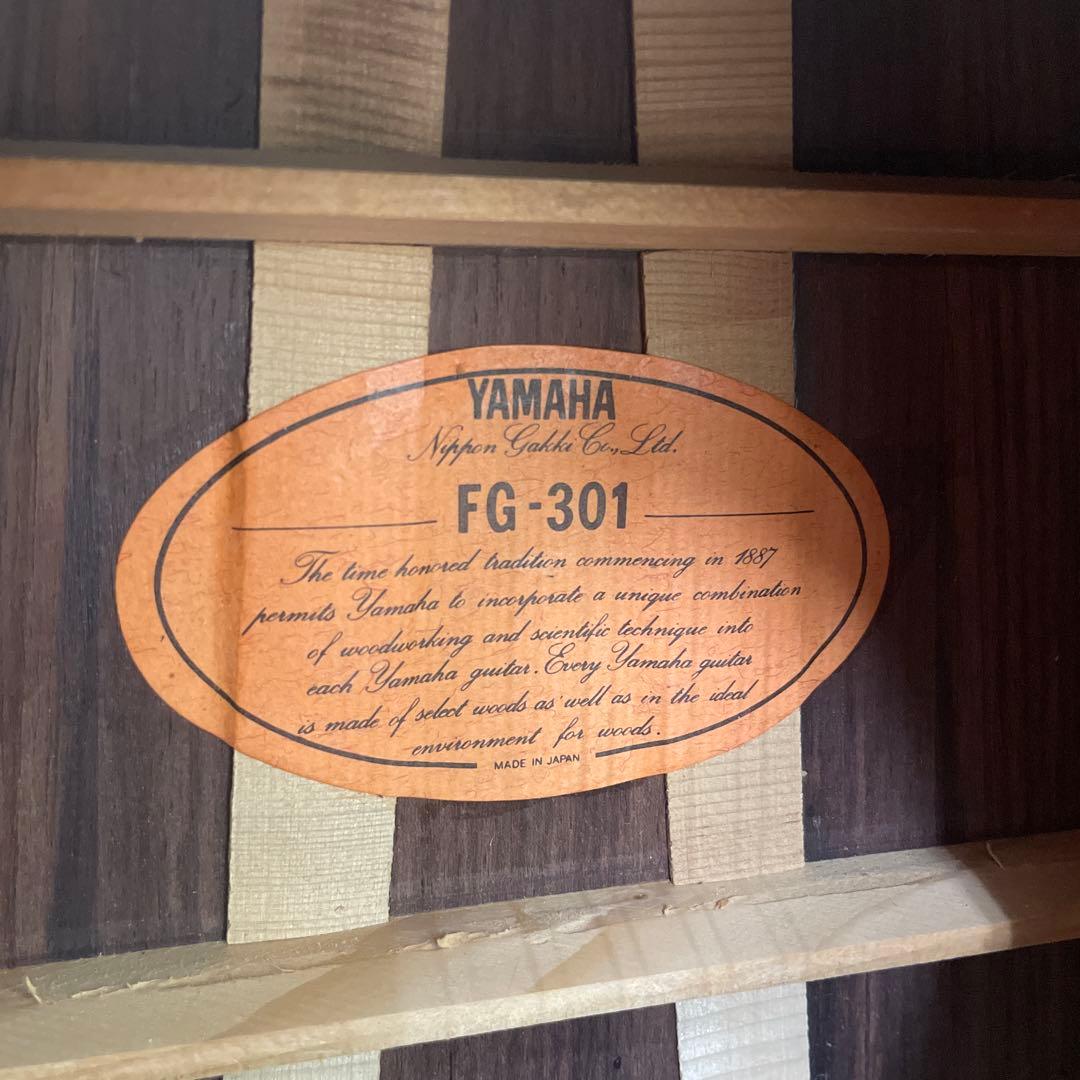 YAMAHA
Nippon Gakki Co., Ltd.
FG-301
The time honored tradition commencing in 1887
permits Yamaha to incorporate a unique combination
of woodworking and scientific technique into
each Yamaha guitar. Every Yamaha guitar
is made of select woods as well as in the ideal
environment for woods.
MADE IN JAPAN